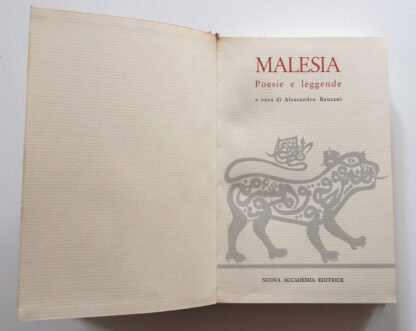 MALESIA
Poesie e leggende
a cura di Alessandro Bausani
NUOVA ACCADEMIA EDITRICE